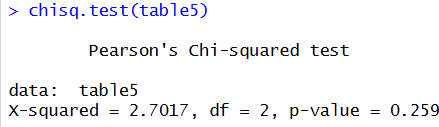 > chisq.test(table5)
Pearson's Chi-squared test
data:  table5
X-squared = 2.7017, df = 2, p-value = 0.259